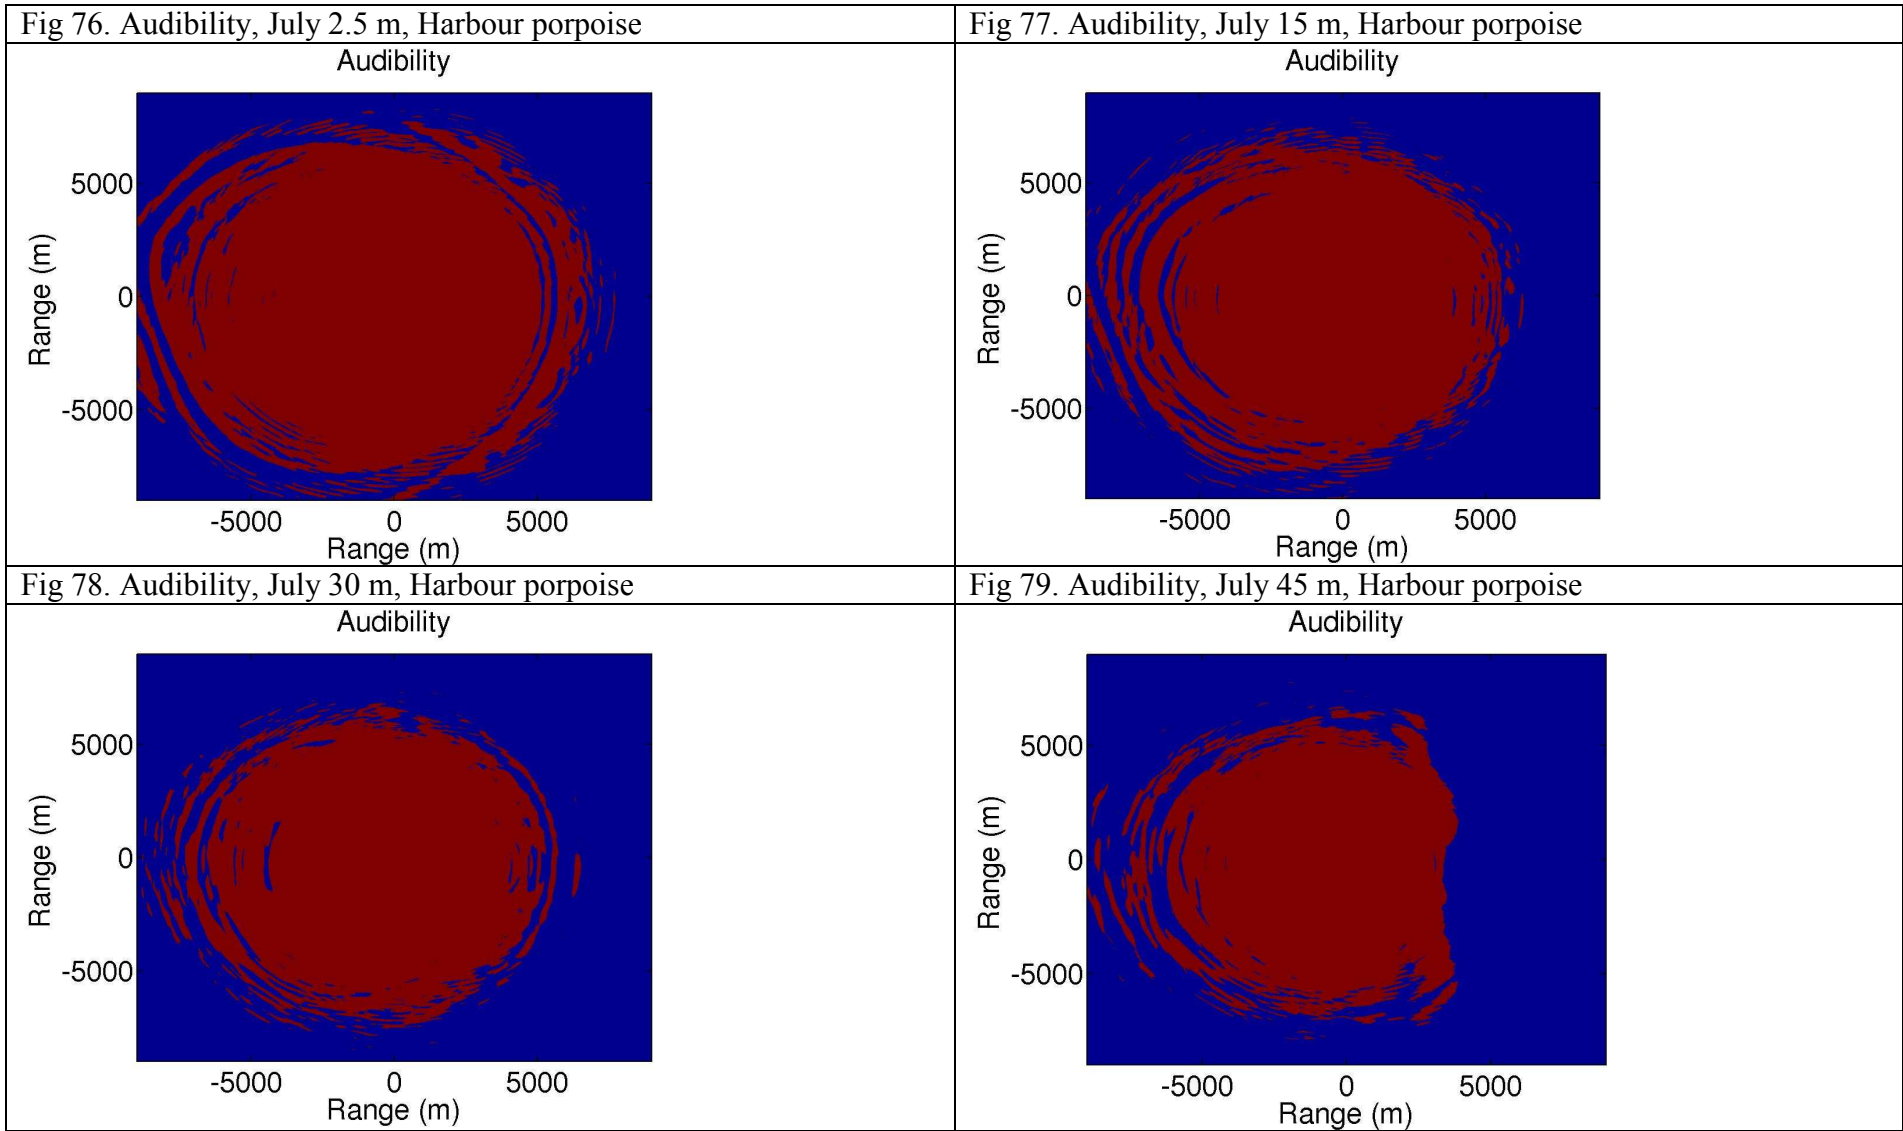 Fig 76. Audibility, July 2.5 m, Harbour porpoise
Audibility
5000
0
-5000
Range (m)
-5000 0 5000
Range (m)
Fig 77. Audibility, July 15 m, Harbour porpoise
Audibility
5000
0
-5000
Range (m)
-5000 0 5000
Range (m)
Fig 78. Audibility, July 30 m, Harbour porpoise
Audibility
5000
0
-5000
Range (m)
-5000 0 5000
Range (m)
Fig 79. Audibility, July 45 m, Harbour porpoise
Audibility
5000
0
-5000
Range (m)
-5000 0 5000
Range (m)